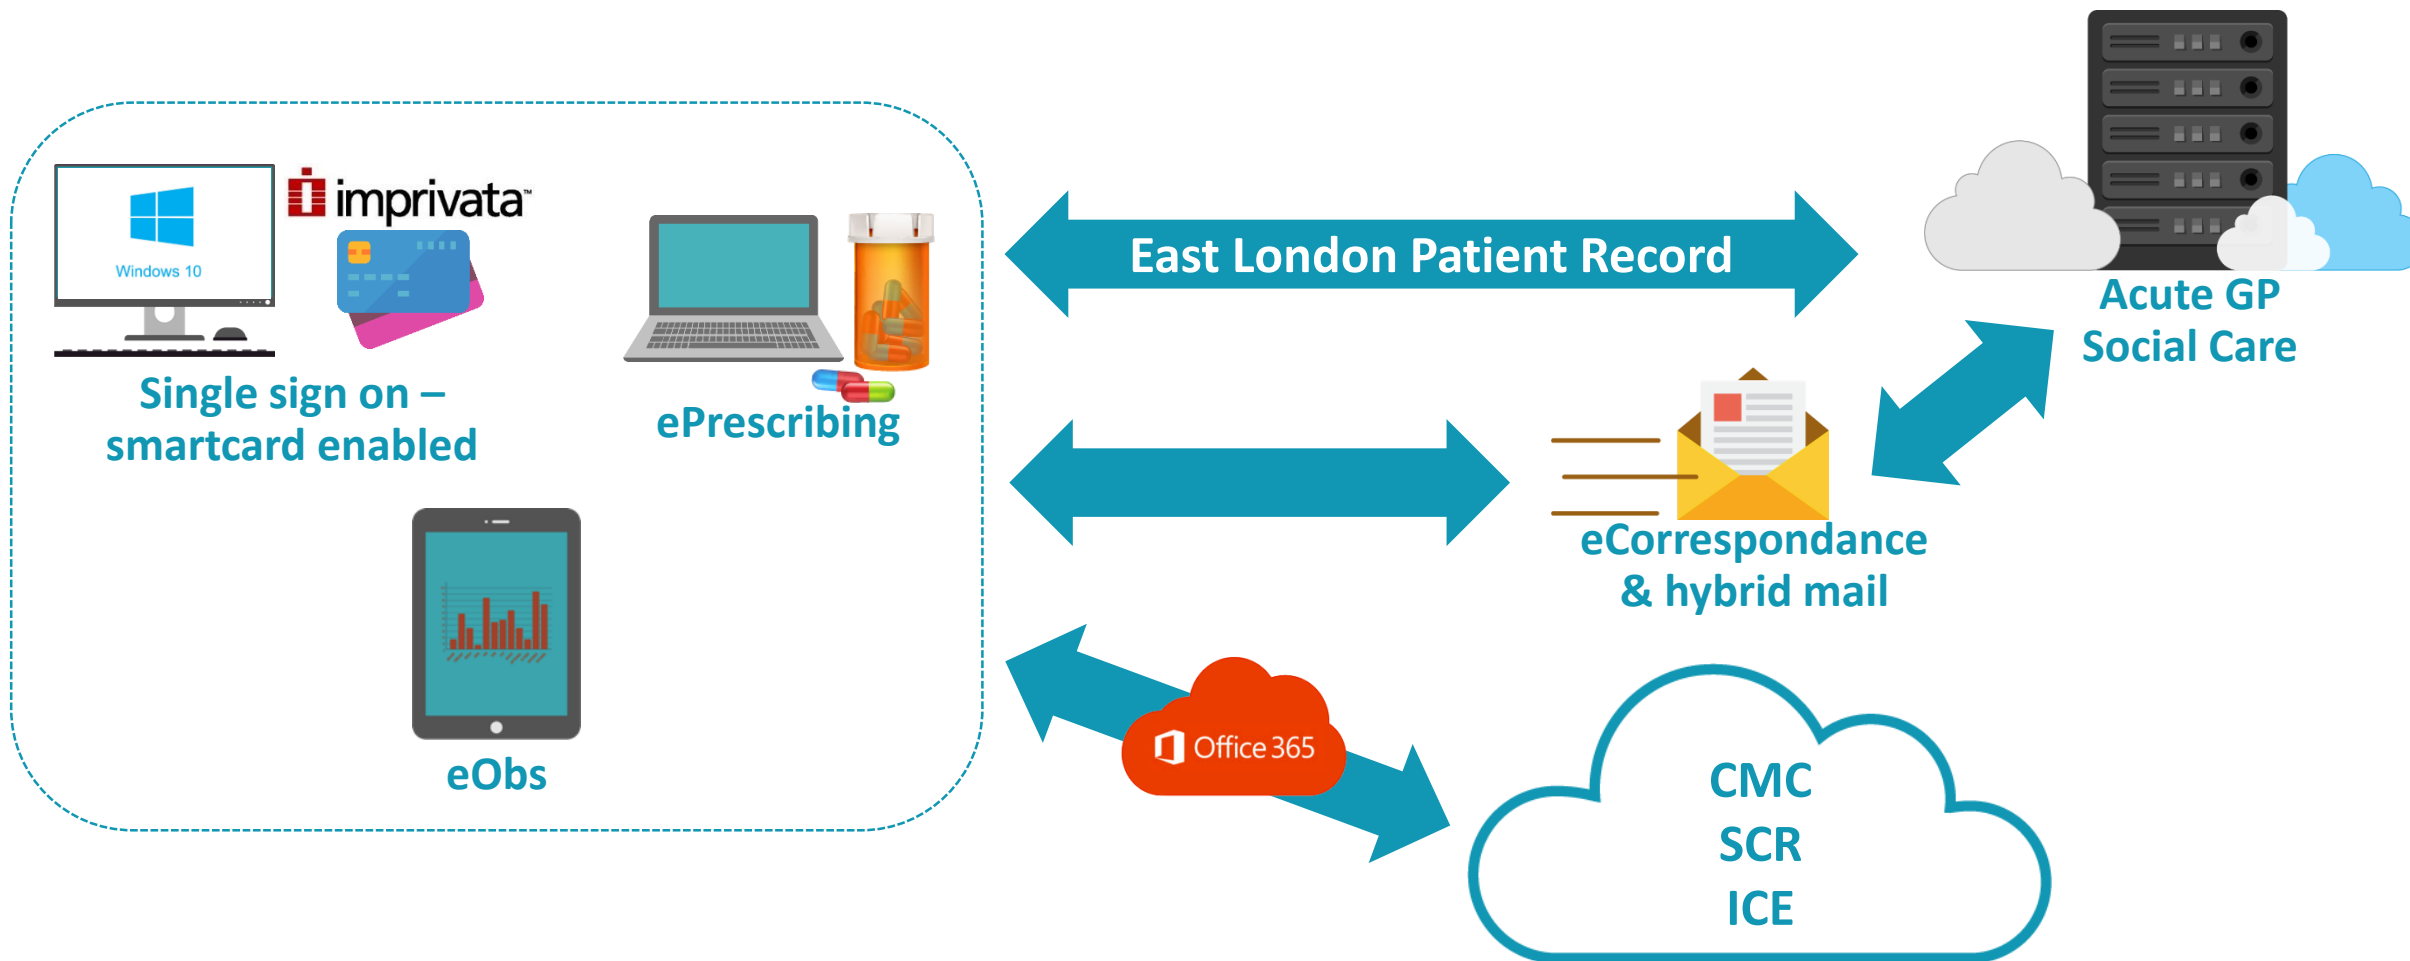 imprivata™
Windows 10
Single sign on –
smartcard enabled
ePrescribing
eObs
East London Patient Record
Acute GP
Social Care
eCorrespondance
& hybrid mail
Office 365
CMC
SCR
ICE